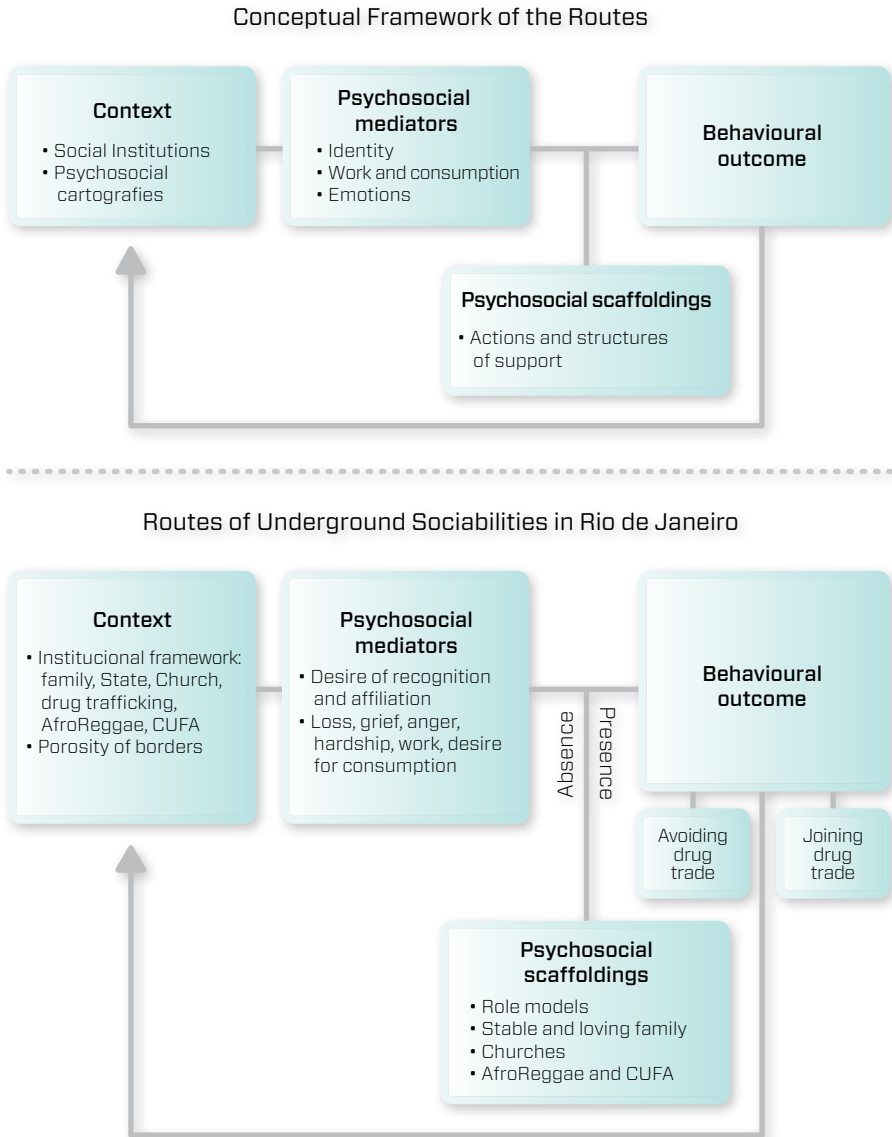 Conceptual Framework of the Routes
Context
• Social Institutions
• Psychosocial
cartografies
Psychosocial
mediators
• Identity
• Work and consumption
• Emotions
Behavioural
outcome
Psychosocial scaffoldings
• Actions and structures
of support
Routes of Underground Sociabilities in Rio de Janeiro
Context
• Institucional framework:
family, State, Church,
drug trafficking,
AfroReggae, CUFA
• Porosity of borders
Psychosocial
mediators
• Desire of recognition
and affiliation
• Loss, grief, anger,
hardship, work, desire
for consumption
Absence
Presence
Behavioural
outcome
Avoiding
drug
trade
Joining
drug
trade
Psychosocial
scaffoldings
• Role models
• Stable and loving family
• Churches
• AfroReggae and CUFA